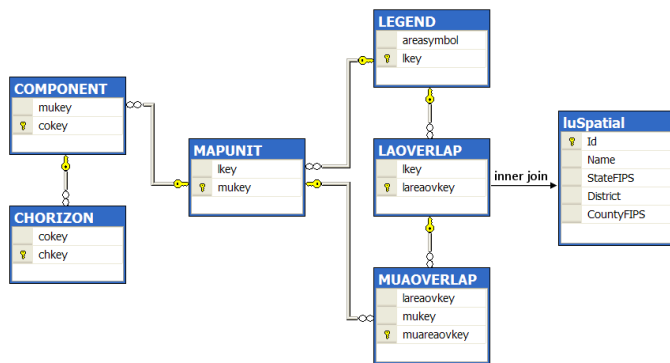 LEGEND
areasymbol
lkey
COMPONENT
mukey
cokey
MAPUNIT
lkey
mukey
LAOVERLAP
lkey
lareaovkey
inner join
luSpatial
Id
Name
StateFIPS
District
CountyFIPS
CHORIZON
cokey
chkey
MUAOVERLAP
lareaovkey
mukey
muareaovkey